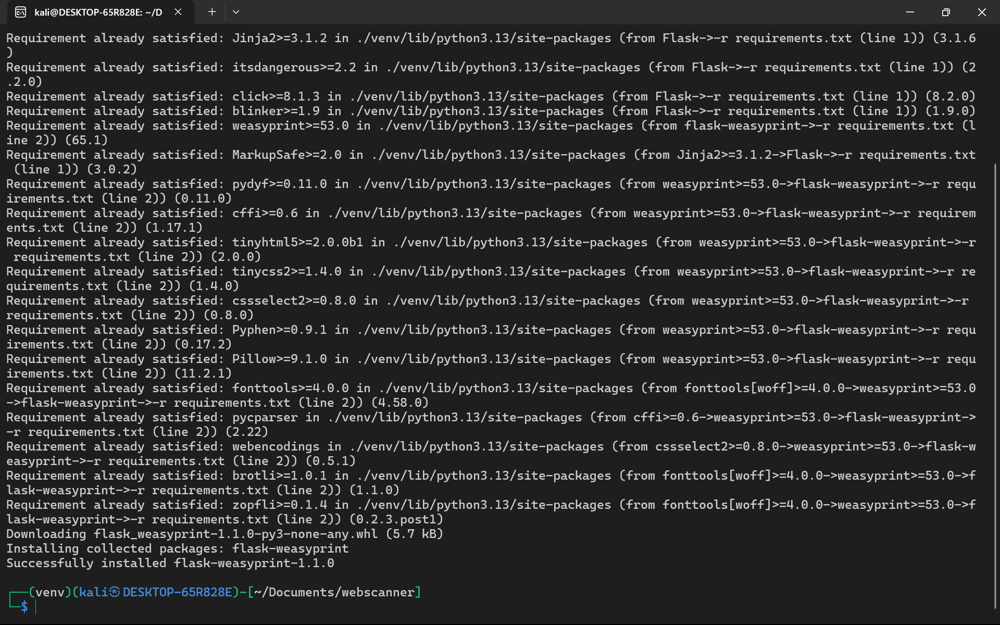 kali@DESKTOP-65R828E: ~/D
Requirement already satisfied: Jinja2>=3.1.2 in ./venv/lib/python3.13/site-packages (from Flask->-r requirements.txt (line 1)) (3.1.6
)
Requirement already satisfied: itsdangerous>=2.2 in ./venv/lib/python3.13/site-packages (from Flask->-r requirements.txt (line 1)) (2
.2.0)
Requirement already satisfied: click>=8.1.3 in ./venv/lib/python3.13/site-packages (from Flask->-r requirements.txt (line 1)) (8.2.0)
Requirement already satisfied: blinker>=1.9 in ./venv/lib/python3.13/site-packages (from Flask->-r requirements.txt (line 1)) (1.9.0)
Requirement already satisfied: weasyprint>=53.0 in ./venv/lib/python3.13/site-packages (from flask-weasyprint->-r requirements.txt (l
ine 2)) (65.1)
Requirement already satisfied: MarkupSafe>=2.0 in ./venv/lib/python3.13/site-packages (from Jinja2>=3.1.2->Flask->-r requirements.txt
 (line 1)) (3.0.2)
Requirement already satisfied: pydyf>=0.11.0 in ./venv/lib/python3.13/site-packages (from weasyprint>=53.0->flask-weasyprint->-r requ
irements.txt (line 2)) (0.11.0)
Requirement already satisfied: cffi>=0.6 in ./venv/lib/python3.13/site-packages (from weasyprint>=53.0->flask-weasyprint->-r requirem
ents.txt (line 2)) (1.17.1)
Requirement already satisfied: tinyhtml5>=2.0.0b1 in ./venv/lib/python3.13/site-packages (from weasyprint>=53.0->flask-weasyprint->-r
 requirements.txt (line 2)) (2.0.0)
Requirement already satisfied: tinycss2>=1.4.0 in ./venv/lib/python3.13/site-packages (from weasyprint>=53.0->flask-weasyprint->-r re
quirements.txt (line 2)) (1.4.0)
Requirement already satisfied: cssselect2>=0.8.0 in ./venv/lib/python3.13/site-packages (from weasyprint>=53.0->flask-weasyprint->-r
requirements.txt (line 2)) (0.8.0)
Requirement already satisfied: Pyphen>=0.9.1 in ./venv/lib/python3.13/site-packages (from weasyprint>=53.0->flask-weasyprint->-r requ
irements.txt (line 2)) (0.17.2)
Requirement already satisfied: Pillow>=9.1.0 in ./venv/lib/python3.13/site-packages (from weasyprint>=53.0->flask-weasyprint->-r requ
irements.txt (line 2)) (11.2.1)
Requirement already satisfied: fonttools>=4.0.0 in ./venv/lib/python3.13/site-packages (from fonttools[woff]>=4.0.0->weasyprint>=53.0
->flask-weasyprint->-r requirements.txt (line 2)) (4.58.0)
Requirement already satisfied: pycparser in ./venv/lib/python3.13/site-packages (from cffi>=0.6->weasyprint>=53.0->flask-weasyprint->
-r requirements.txt (line 2)) (2.22)
Requirement already satisfied: webencodings in ./venv/lib/python3.13/site-packages (from cssselect2>=0.8.0->weasyprint>=53.0->flask-w
easyprint->-r requirements.txt (line 2)) (0.5.1)
Requirement already satisfied: brotli>=1.0.1 in ./venv/lib/python3.13/site-packages (from fonttools[woff]>=4.0.0->weasyprint>=53.0->f
lask-weasyprint->-r requirements.txt (line 2)) (1.1.0)
Requirement already satisfied: zopfli>=0.1.4 in ./venv/lib/python3.13/site-packages (from fonttools[woff]>=4.0.0->weasyprint>=53.0->f
lask-weasyprint->-r requirements.txt (line 2)) (0.2.3.post1)
Downloading flask_weasyprint-1.1.0-py3-none-any.whl (5.7 kB)
Installing collected packages: flask-weasyprint
Successfully installed flask-weasyprint-1.1.0
┌──(venv)(kali㉿DESKTOP-65R828E)-[~/Documents/webscanner]
└─$